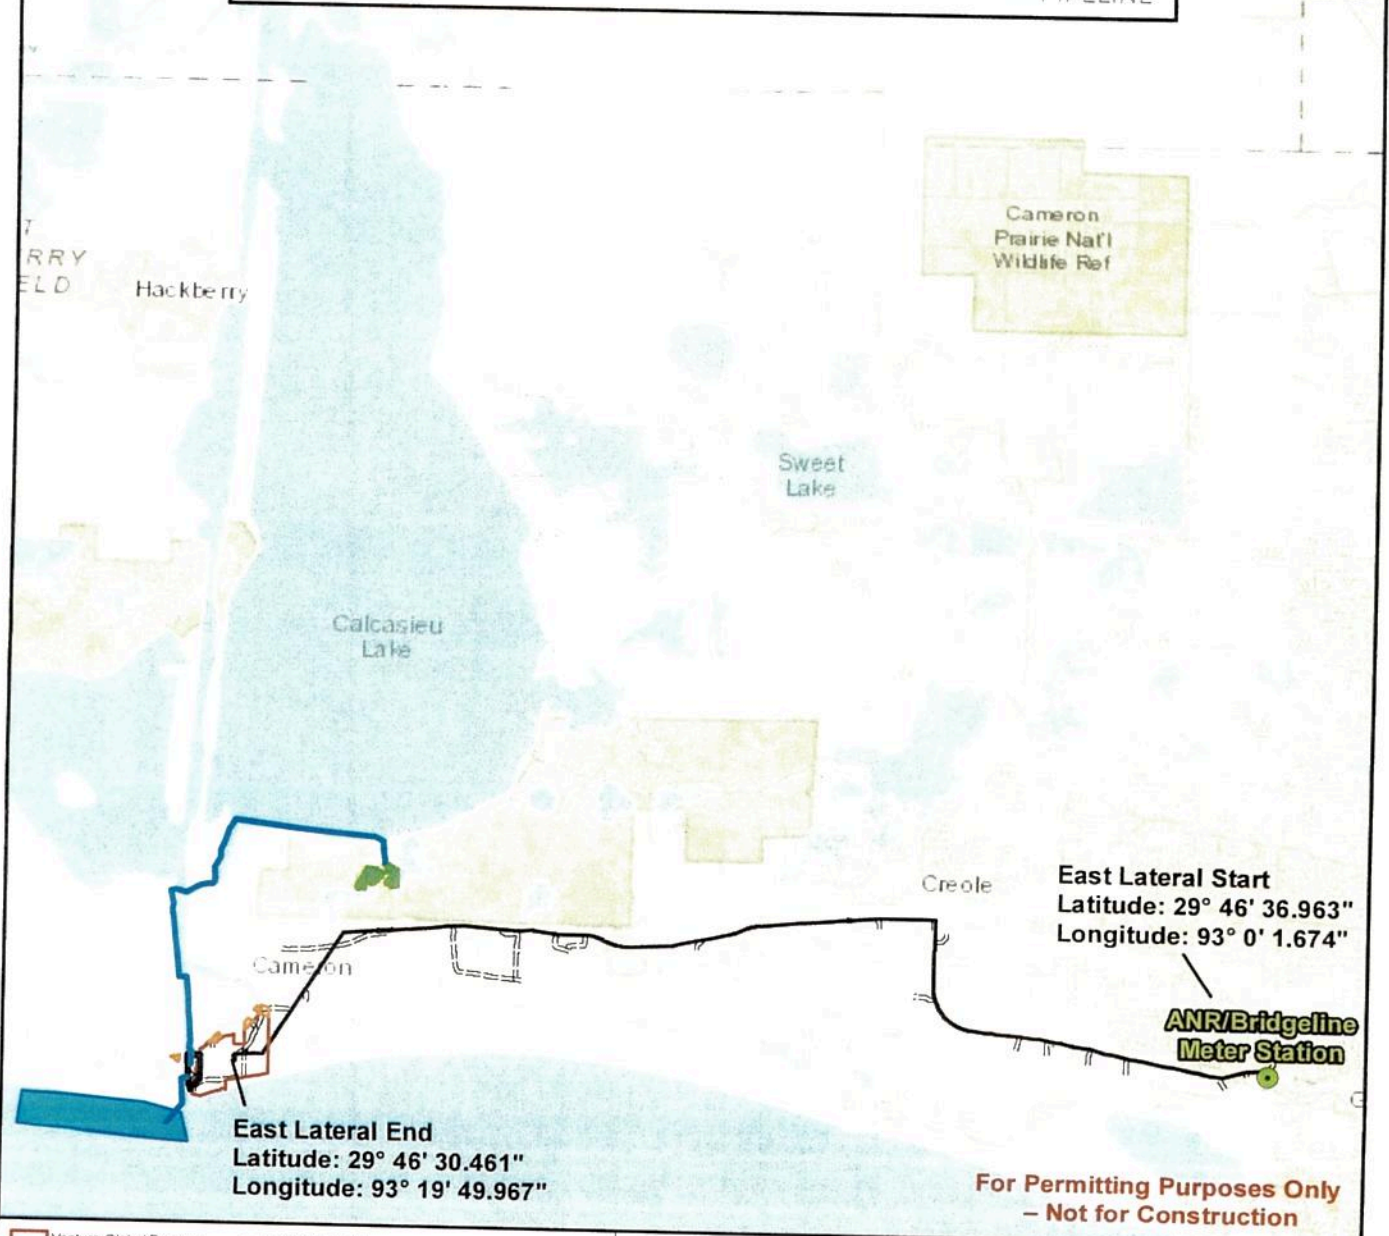 Cameron
Prairie Nat'l
Wildlife Ref
RRY
ELD
Hackberry
Sweet
Lake
Calcasieu
Lake
Creole
East Lateral Start
Latitude: 29° 46' 36.963"
Longitude: 93° 0' 1.674"
Cameron
ANR/Bridgeline
Meter Station
East Lateral End
Latitude: 29° 46' 30.461"
Longitude: 93° 19' 49.967"
For Permitting Purposes Only
– Not for Construction